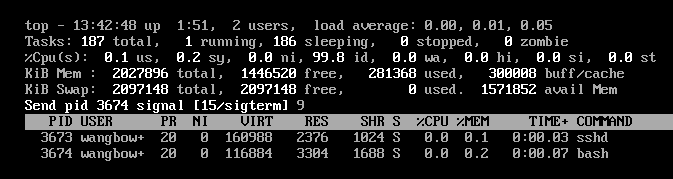 top - 13:42:48 up  1:51,  2 users,  load average: 0.00, 0.01, 0.05
Tasks: 187 total,   1 running, 186 sleeping,   0 stopped,   0 zombie
%Cpu(s):  0.1 us,  0.2 sy,  0.0 ni, 99.8 id,  0.0 wa,  0.0 hi,  0.0 si,  0.0 st
KiB Mem :  2027896 total,  1446520 free,   281368 used,   300008 buff/cache
KiB Swap:  2097148 total,  2097148 free,        0 used.  1571852 avail Mem
Send pid 3674 signal [15/sigterm] 9
PID USER      PR  NI    VIRT    RES    SHR S  %CPU %MEM     TIME+ COMMAND
3673 wangbow+  20   0  160988   2376   1024 S   0.0  0.1   0:00.03 sshd
3674 wangbow+  20   0  116884   3304   1688 S   0.0  0.2   0:00.07 bash